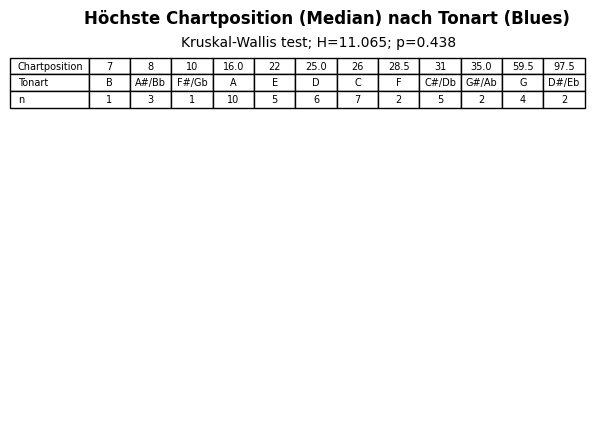 Höchste Chartposition (Median) nach Tonart (Blues)
Kruskal-Wallis test; H=11.065; p=0.438
Chartposition 7 8 10 16.0 22 25.0 26 28.5 31 35.0 59.5 97.5
Tonart B A#/Bb F#/Gb A E D C F C#/Db G#/Ab G D#/Eb
n 1 3 1 10 5 6 7 2 5 2 4 2